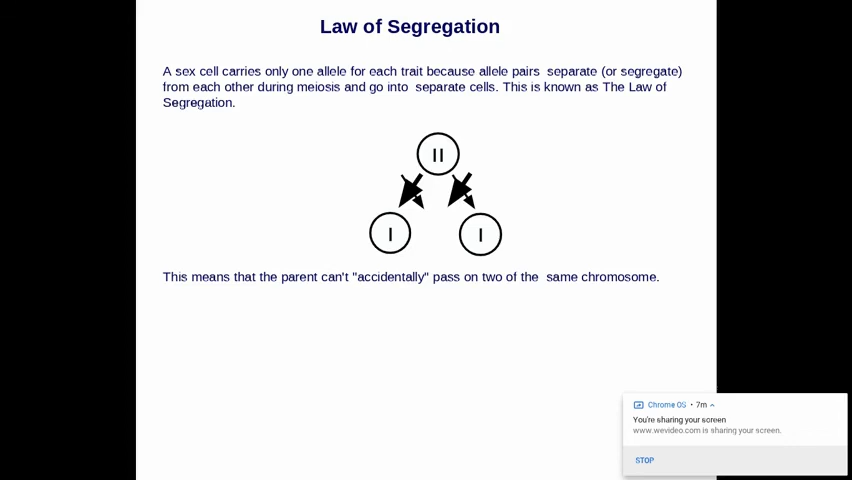 Law of Segregation
A sex cell carries only one allele for each trait because allele pairs separate (or segregate)
from each other during meiosis and go into separate cells. This is known as The Law of
Segregation.
II
I I
This means that the parent can't "accidentally" pass on two of the same chromosome.
Chrome OS • 7m
You're sharing your screen
www.wevideo.com is sharing your screen.
STOP